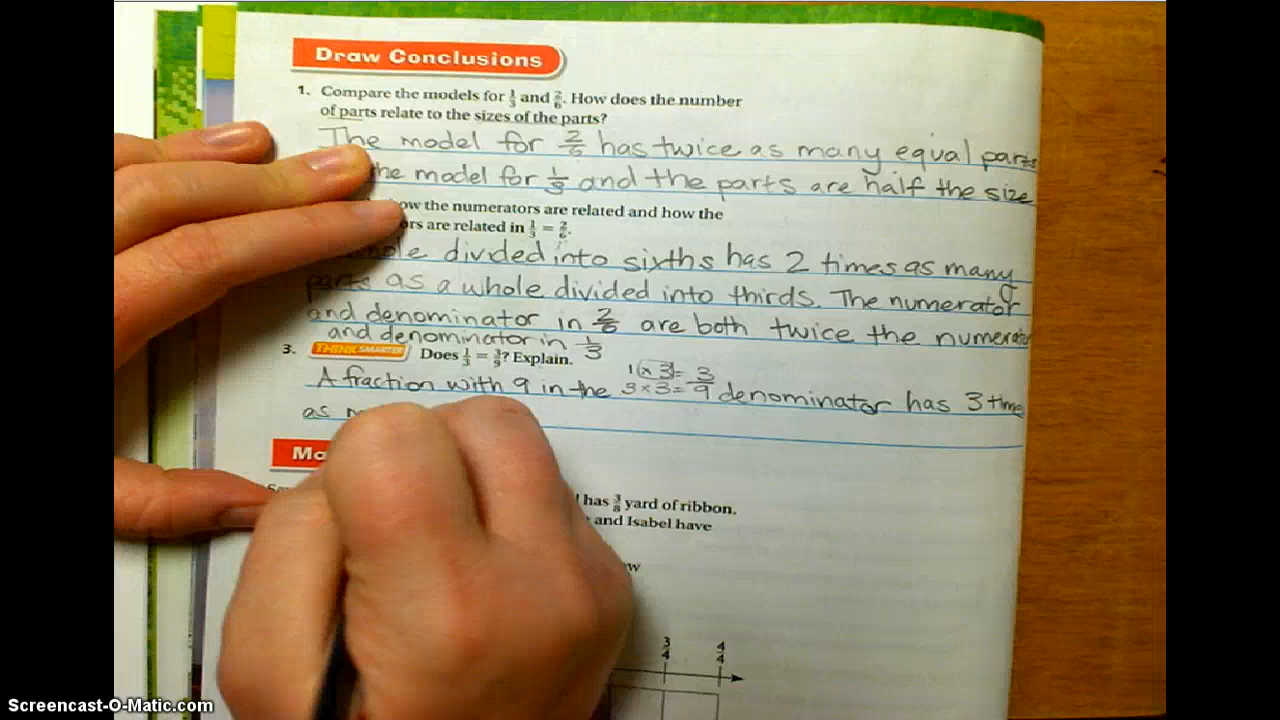 Draw Conclusions
1. Compare the models for 1/3 and 2/6. How does the number
of parts relate to the sizes of the parts?
The model for 2/6 has twice as many equal parts
he model for 1/3 and the parts are half the size
ow the numerators are related and how the
ors are related in 1/3 = 2/6.
whole divided into sixths has 2 times as many
parts as a whole divided into thirds. The numerator
and denominator in 2/6 are both twice the numerator
and denominator in 1/3
3. THINK SMARTER Does 1/3 = 3/9? Explain.
1 x 3 = 3
3 x 3 = 9
A fraction with 9 in the denominator has 3 time
as
Ma
has 3/8 yard of ribbon.
and Isabel have
w
3/4 4/4
Screencast-O-Matic.com